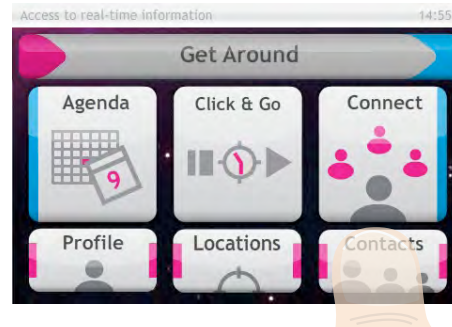 Access to real-time information 14:55
Get Around
Agenda Click & Go Connect
9
Profile Locations Contacts